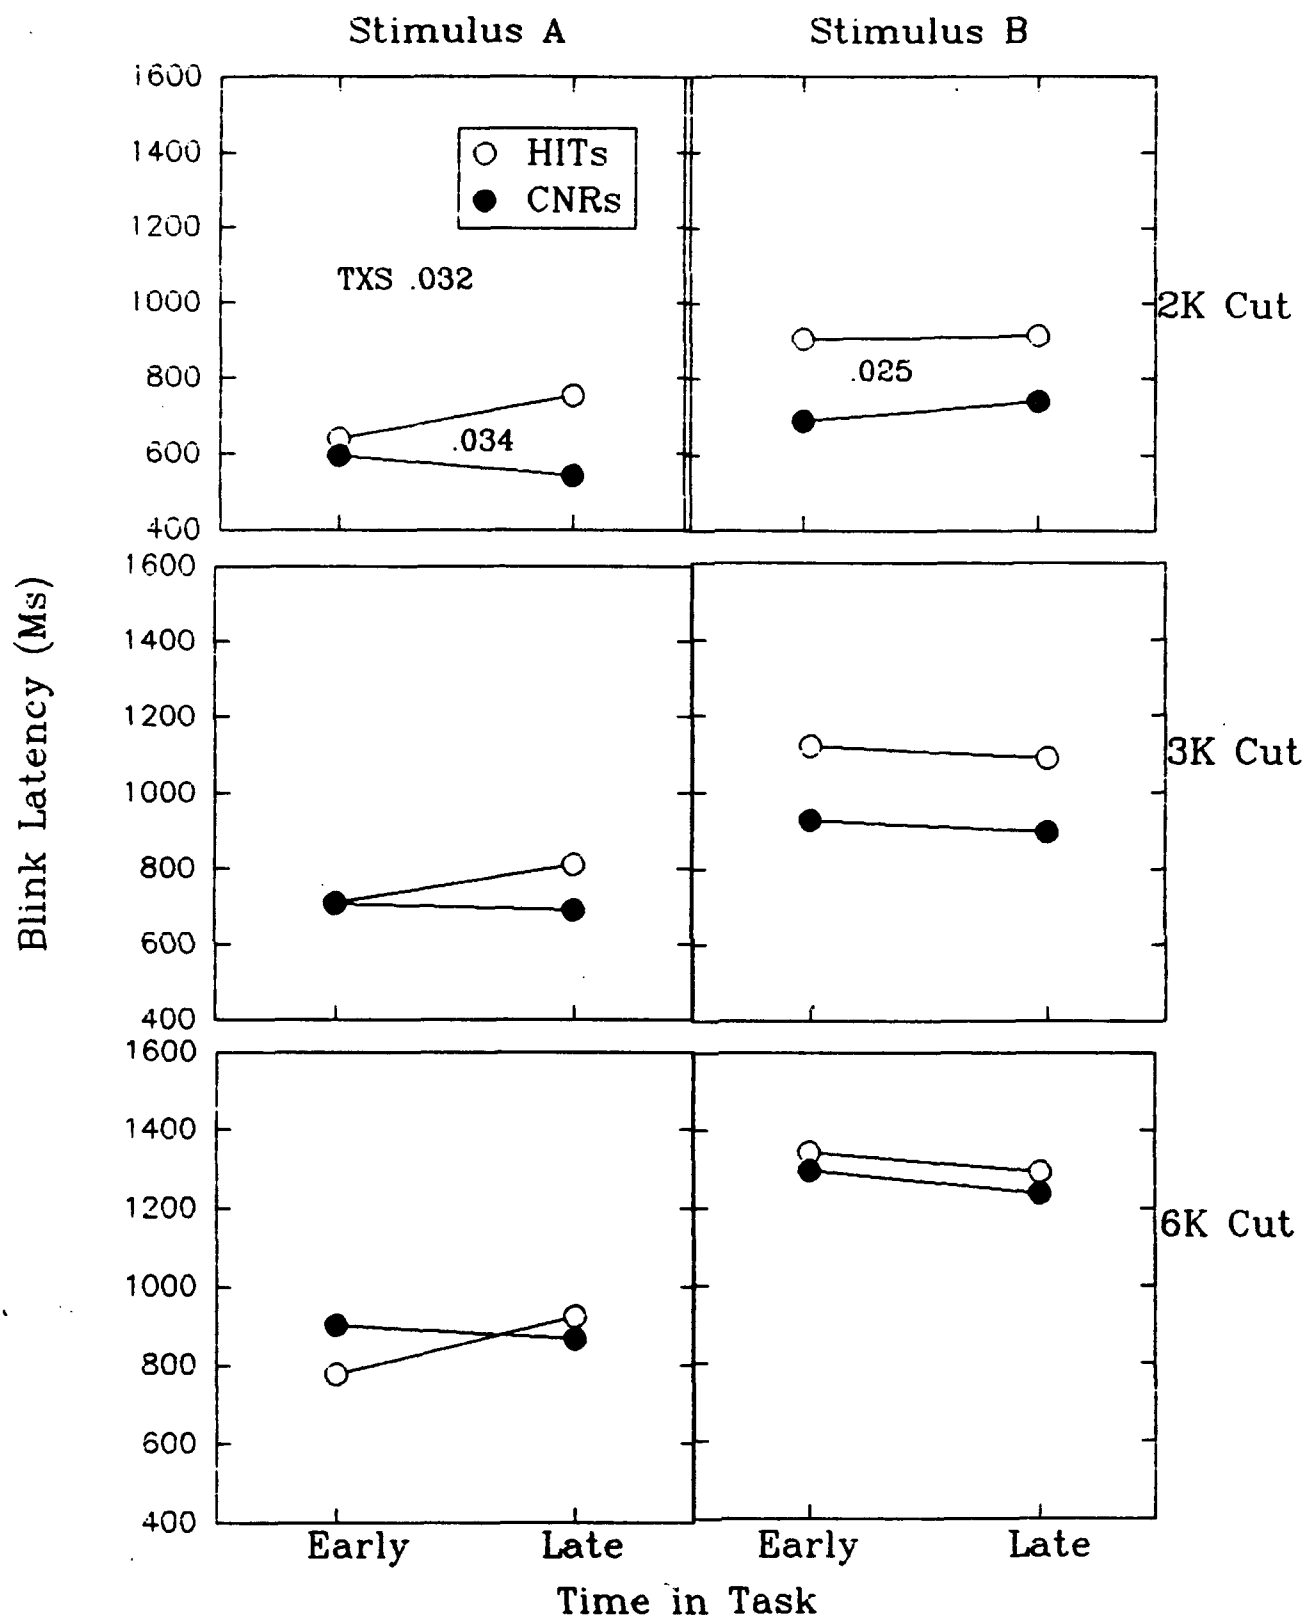 Stimulus A
Stimulus B
1600
1400
1200
1000
800
600
400
HITs
CNRs
TXS .032
.034
.025
2K Cut
1600
1400
1200
1000
800
600
400
3K Cut
1600
1400
1200
1000
800
600
400
6K Cut
Blink Latency (Ms)
Early
Late
Early
Late
Time in Task